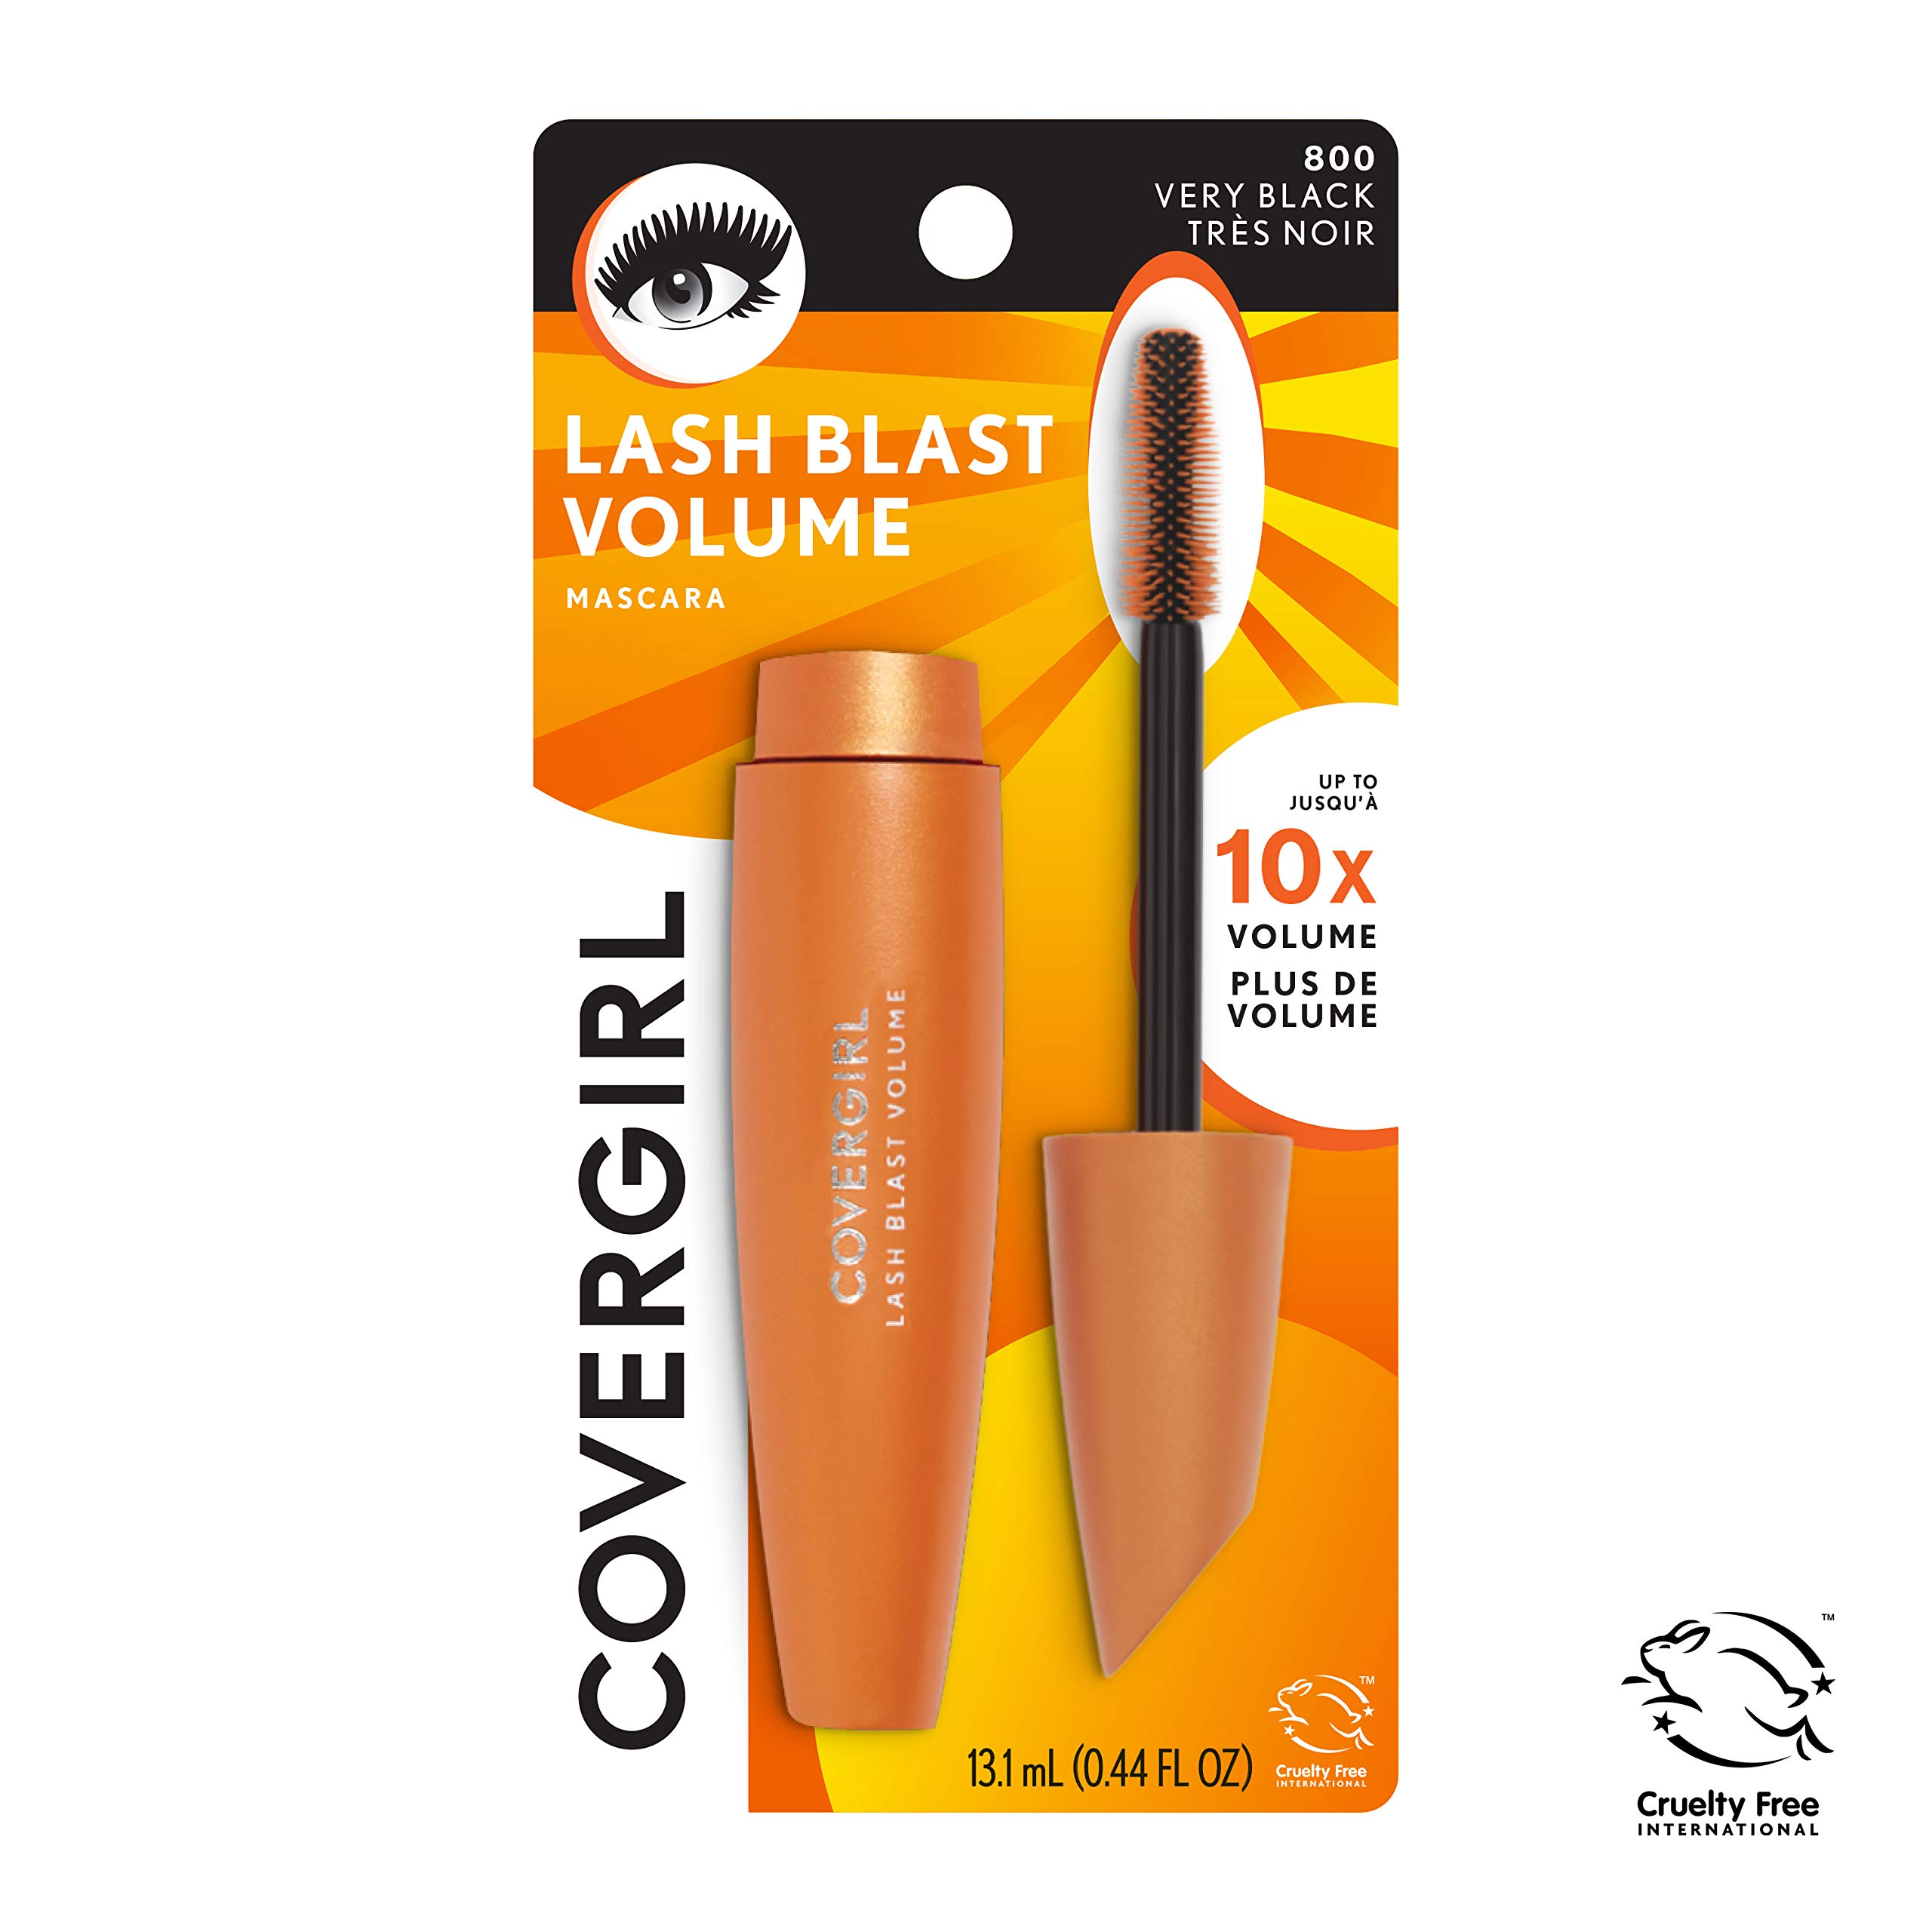 800
VERY BLACK
TRÈS NOIR
LASH BLAST
VOLUME
MASCARA
UP TO
JUSQU'À
10x
VOLUME
PLUS DE
VOLUME
COVERGIRL
COVERGIRL
LASH BLAST VOLUME
13.1 mL (0.44 FL OZ)
TM
Cruelty Free
INTERNATIONAL
TM
Cruelty Free
INTERNATIONAL